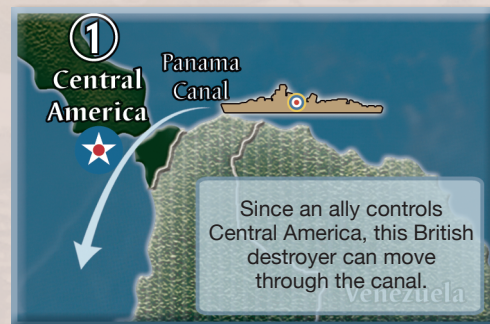 1
Central
America
Panama
Canal
Since an ally controls
Central America, this British
destroyer can move
through the canal.
Venezuela